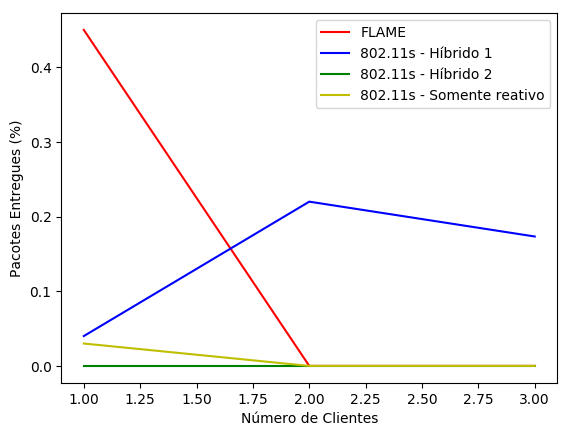 FLAME
802.11s - Híbrido 1
802.11s - Híbrido 2
802.11s - Somente reativo
Pacotes Entregues (%)
0.4
0.3
0.2
0.1
0.0
1.00 1.25 1.50 1.75 2.00 2.25 2.50 2.75 3.00
Número de Clientes